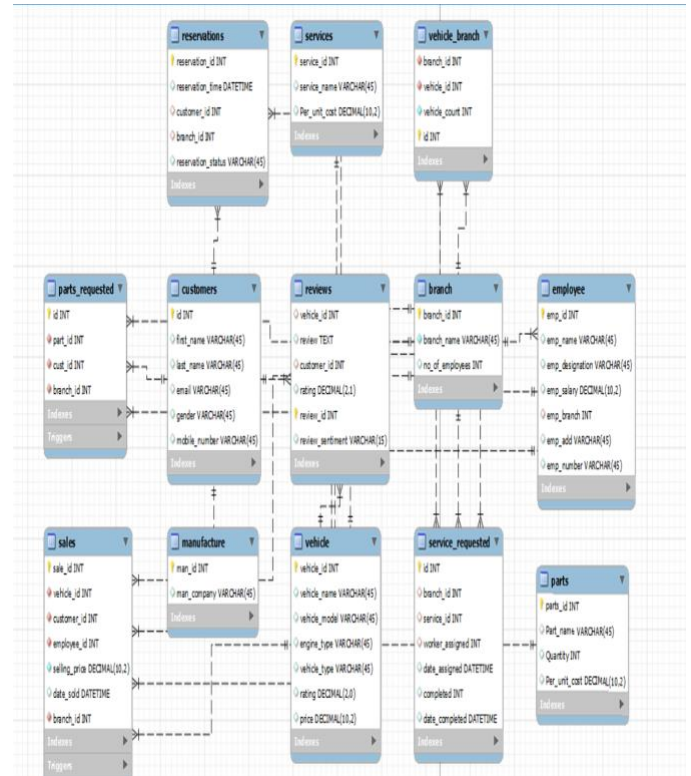 reservations
reservation_id INT
reservation_time DATETIME
customer_id INT
branch_id INT
reservation_status VARCHAR(45)
Indexes
services
service_id INT
service_name VARCHAR(45)
Per_unit_cost DECIMAL(10,2)
Indexes
vehicle_branch
branch_id INT
vehicle_id INT
vehicle_count INT
id INT
Indexes
parts_requested
id INT
part_id INT
cust_id INT
branch_id INT
Indexes
Triggers
customers
id INT
first_name VARCHAR(45)
last_name VARCHAR(45)
email VARCHAR(45)
gender VARCHAR(45)
mobile_number VARCHAR(45)
Indexes
reviews
vehicle_id INT
review TEXT
customer_id INT
rating DECIMAL(2,1)
review_id INT
review_sentiment VARCHAR(15)
Indexes
branch
branch_id INT
branch_name VARCHAR(45)
no_of_employees INT
Indexes
employee
emp_id INT
emp_name VARCHAR(45)
emp_designation VARCHAR(45)
emp_salary DECIMAL(10,2)
emp_branch INT
emp_add VARCHAR(45)
emp_number VARCHAR(45)
Indexes
sales
sale_id INT
vehicle_id INT
customer_id INT
employee_id INT
selling_price DECIMAL(10,2)
date_sold DATETIME
branch_id INT
Indexes
Triggers
manufacture
man_id INT
man_company VARCHAR(45)
Indexes
vehicle
vehicle_id INT
vehicle_name VARCHAR(45)
vehicle_model VARCHAR(45)
engine_type VARCHAR(45)
vehicle_type VARCHAR(45)
rating DECIMAL(2,0)
price DECIMAL(10,2)
Indexes
service_requested
id INT
branch_id INT
service_id INT
worker_assigned INT
date_assigned DATETIME
completed INT
date_completed DATETIME
Indexes
parts
parts_id INT
Part_name VARCHAR(45)
Quantity INT
Per_unit_cost DECIMAL(10,2)
Indexes